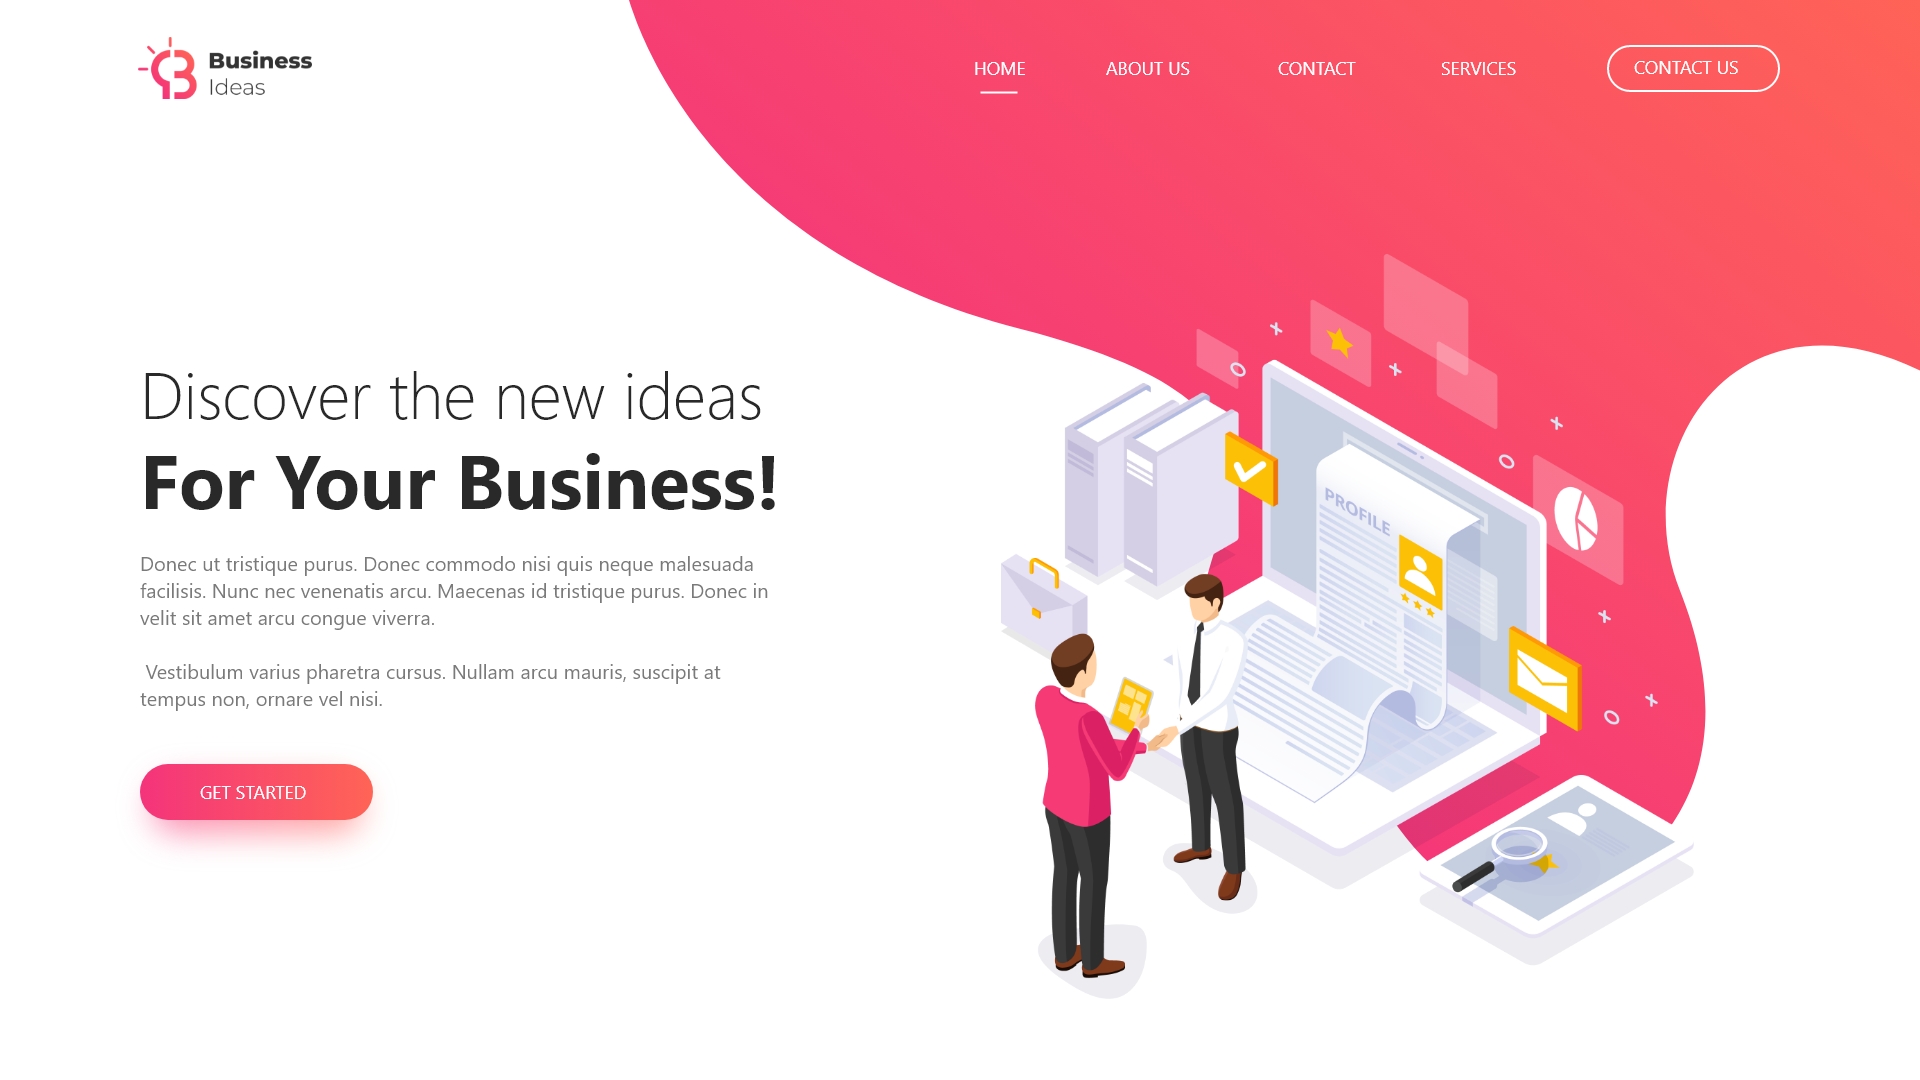 Business
Ideas
HOME ABOUT US CONTACT SERVICES CONTACT US
Discover the new ideas
For Your Business!
Donec ut tristique purus. Donec commodo nisi quis neque malesuada
facilisis. Nunc nec venenatis arcu. Maecenas id tristique purus. Donec in
velit sit amet arcu congue viverra.
Vestibulum varius pharetra cursus. Nullam arcu mauris, suscipit at
tempus non, ornare vel nisi.
GET STARTED
PROFILE